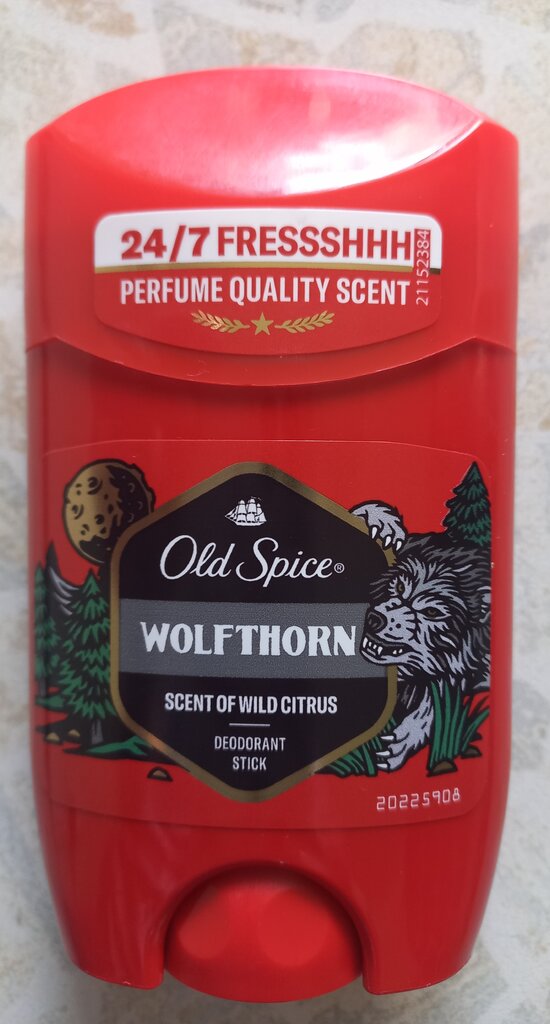 24/7 FRESSSHHH
PERFUME QUALITY SCENT
21152384
Old Spice®
WOLFTHORN
SCENT OF WILD CITRUS
DEODORANT
STICK
20225908